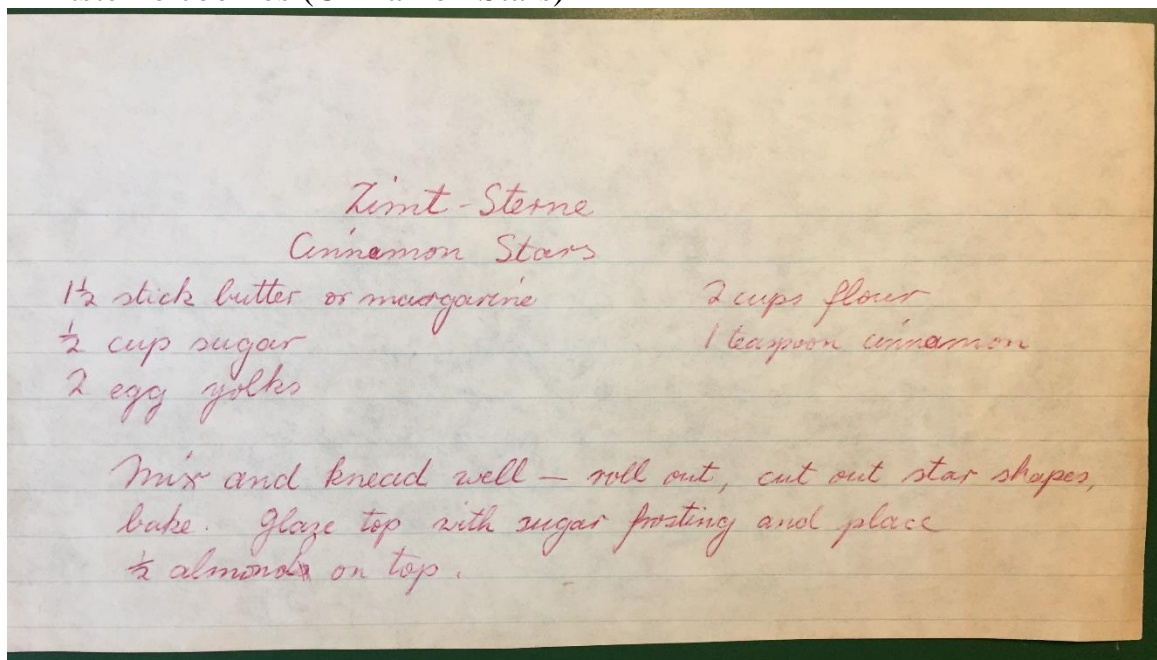 Zimt-Sterne
Cinnamon Stars
1½ stick butter or margarine
½ cup sugar
2 egg yolks
2 cups flour
1 teaspoon cinnamon
Mix and knead well — roll out, cut out star shapes,
bake. Glaze top with sugar frosting and place
½ almond on top.